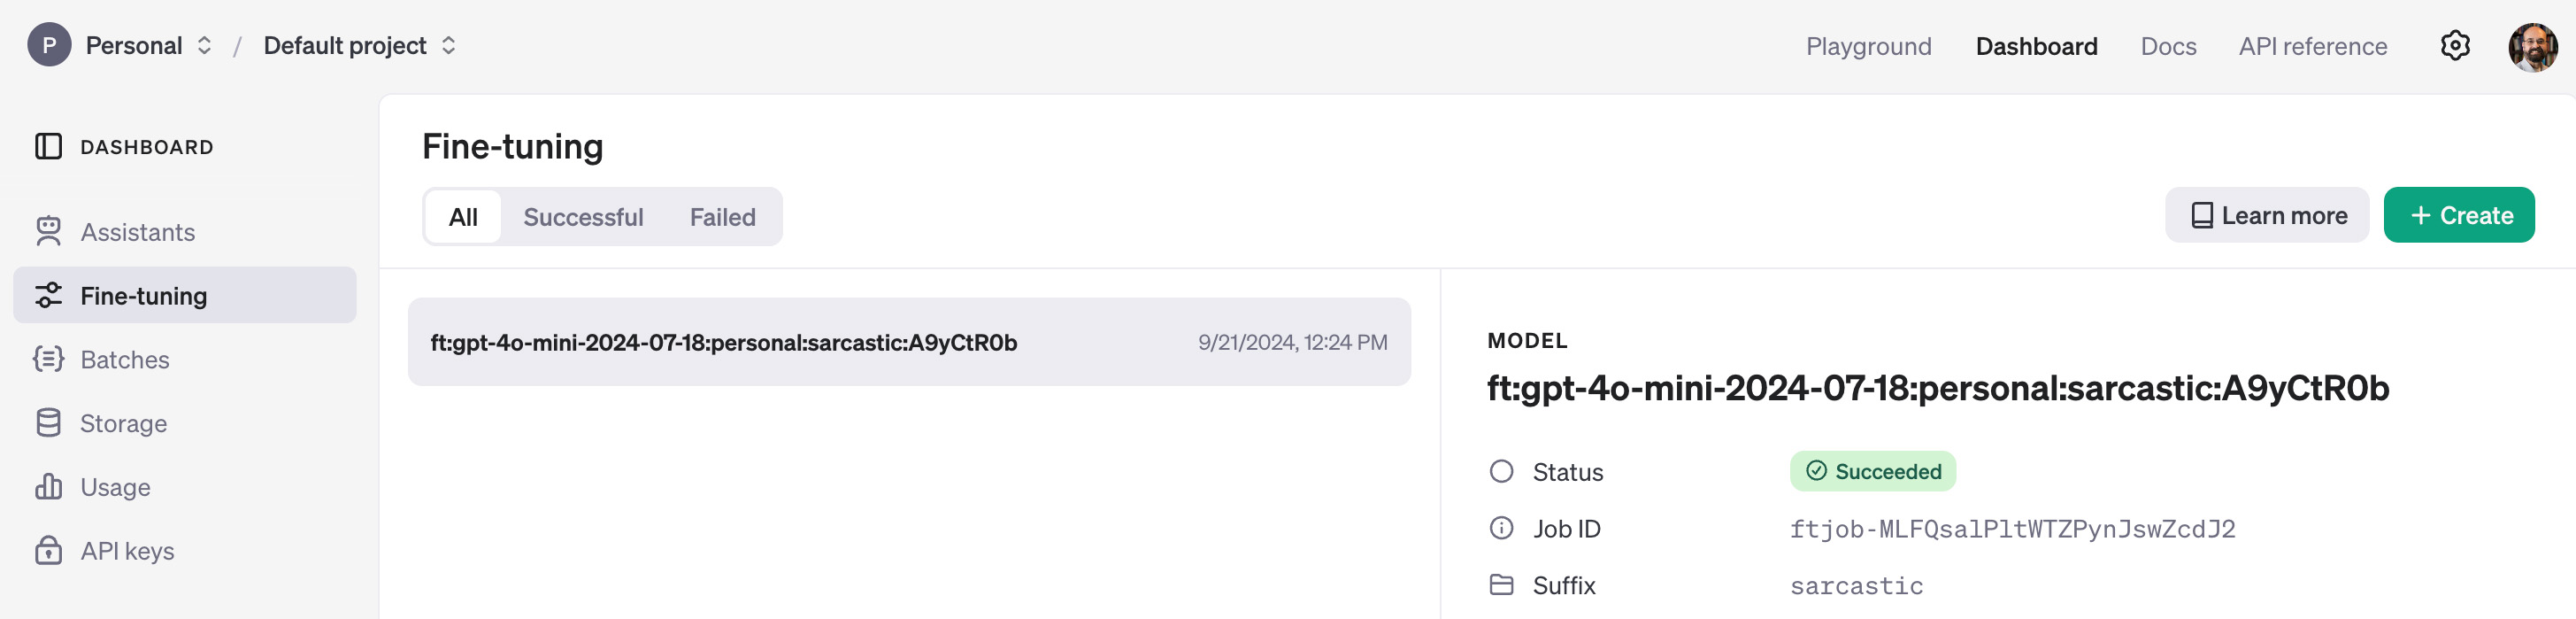 P Personal / Default project
Playground Dashboard Docs API reference
DASHBOARD
Assistants
Fine-tuning
Batches
Storage
Usage
API keys
Fine-tuning
All Successful Failed
Learn more + Create
ft:gpt-4o-mini-2024-07-18:personal:sarcastic:A9yCtR0b 9/21/2024, 12:24 PM
MODEL
ft:gpt-4o-mini-2024-07-18:personal:sarcastic:A9yCtR0b
Status Succeeded
Job ID ftjob-MLFQsalPltWTZPynJswZcdJ2
Suffix sarcastic